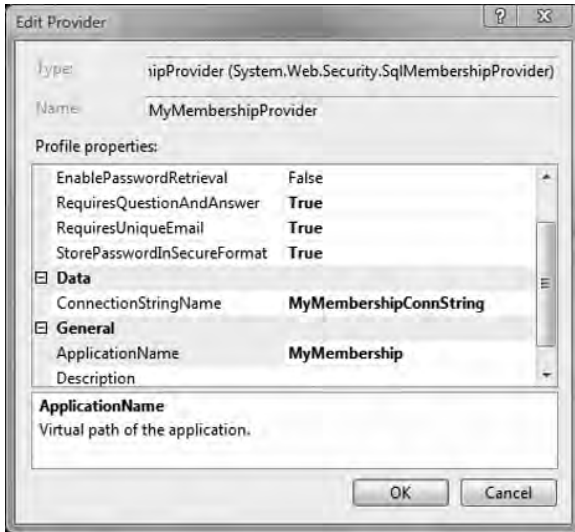 Edit Provider
Type: ipProvider (System.Web.Security.SqlMembershipProvider)
Name: MyMembershipProvider
Profile properties:
EnablePasswordRetrieval False
RequiresQuestionAndAnswer True
RequiresUniqueEmail True
StorePasswordInSecureFormat True
Data
ConnectionStringName MyMembershipConnString
General
ApplicationName MyMembership
Description
ApplicationName
Virtual path of the application.
OK Cancel